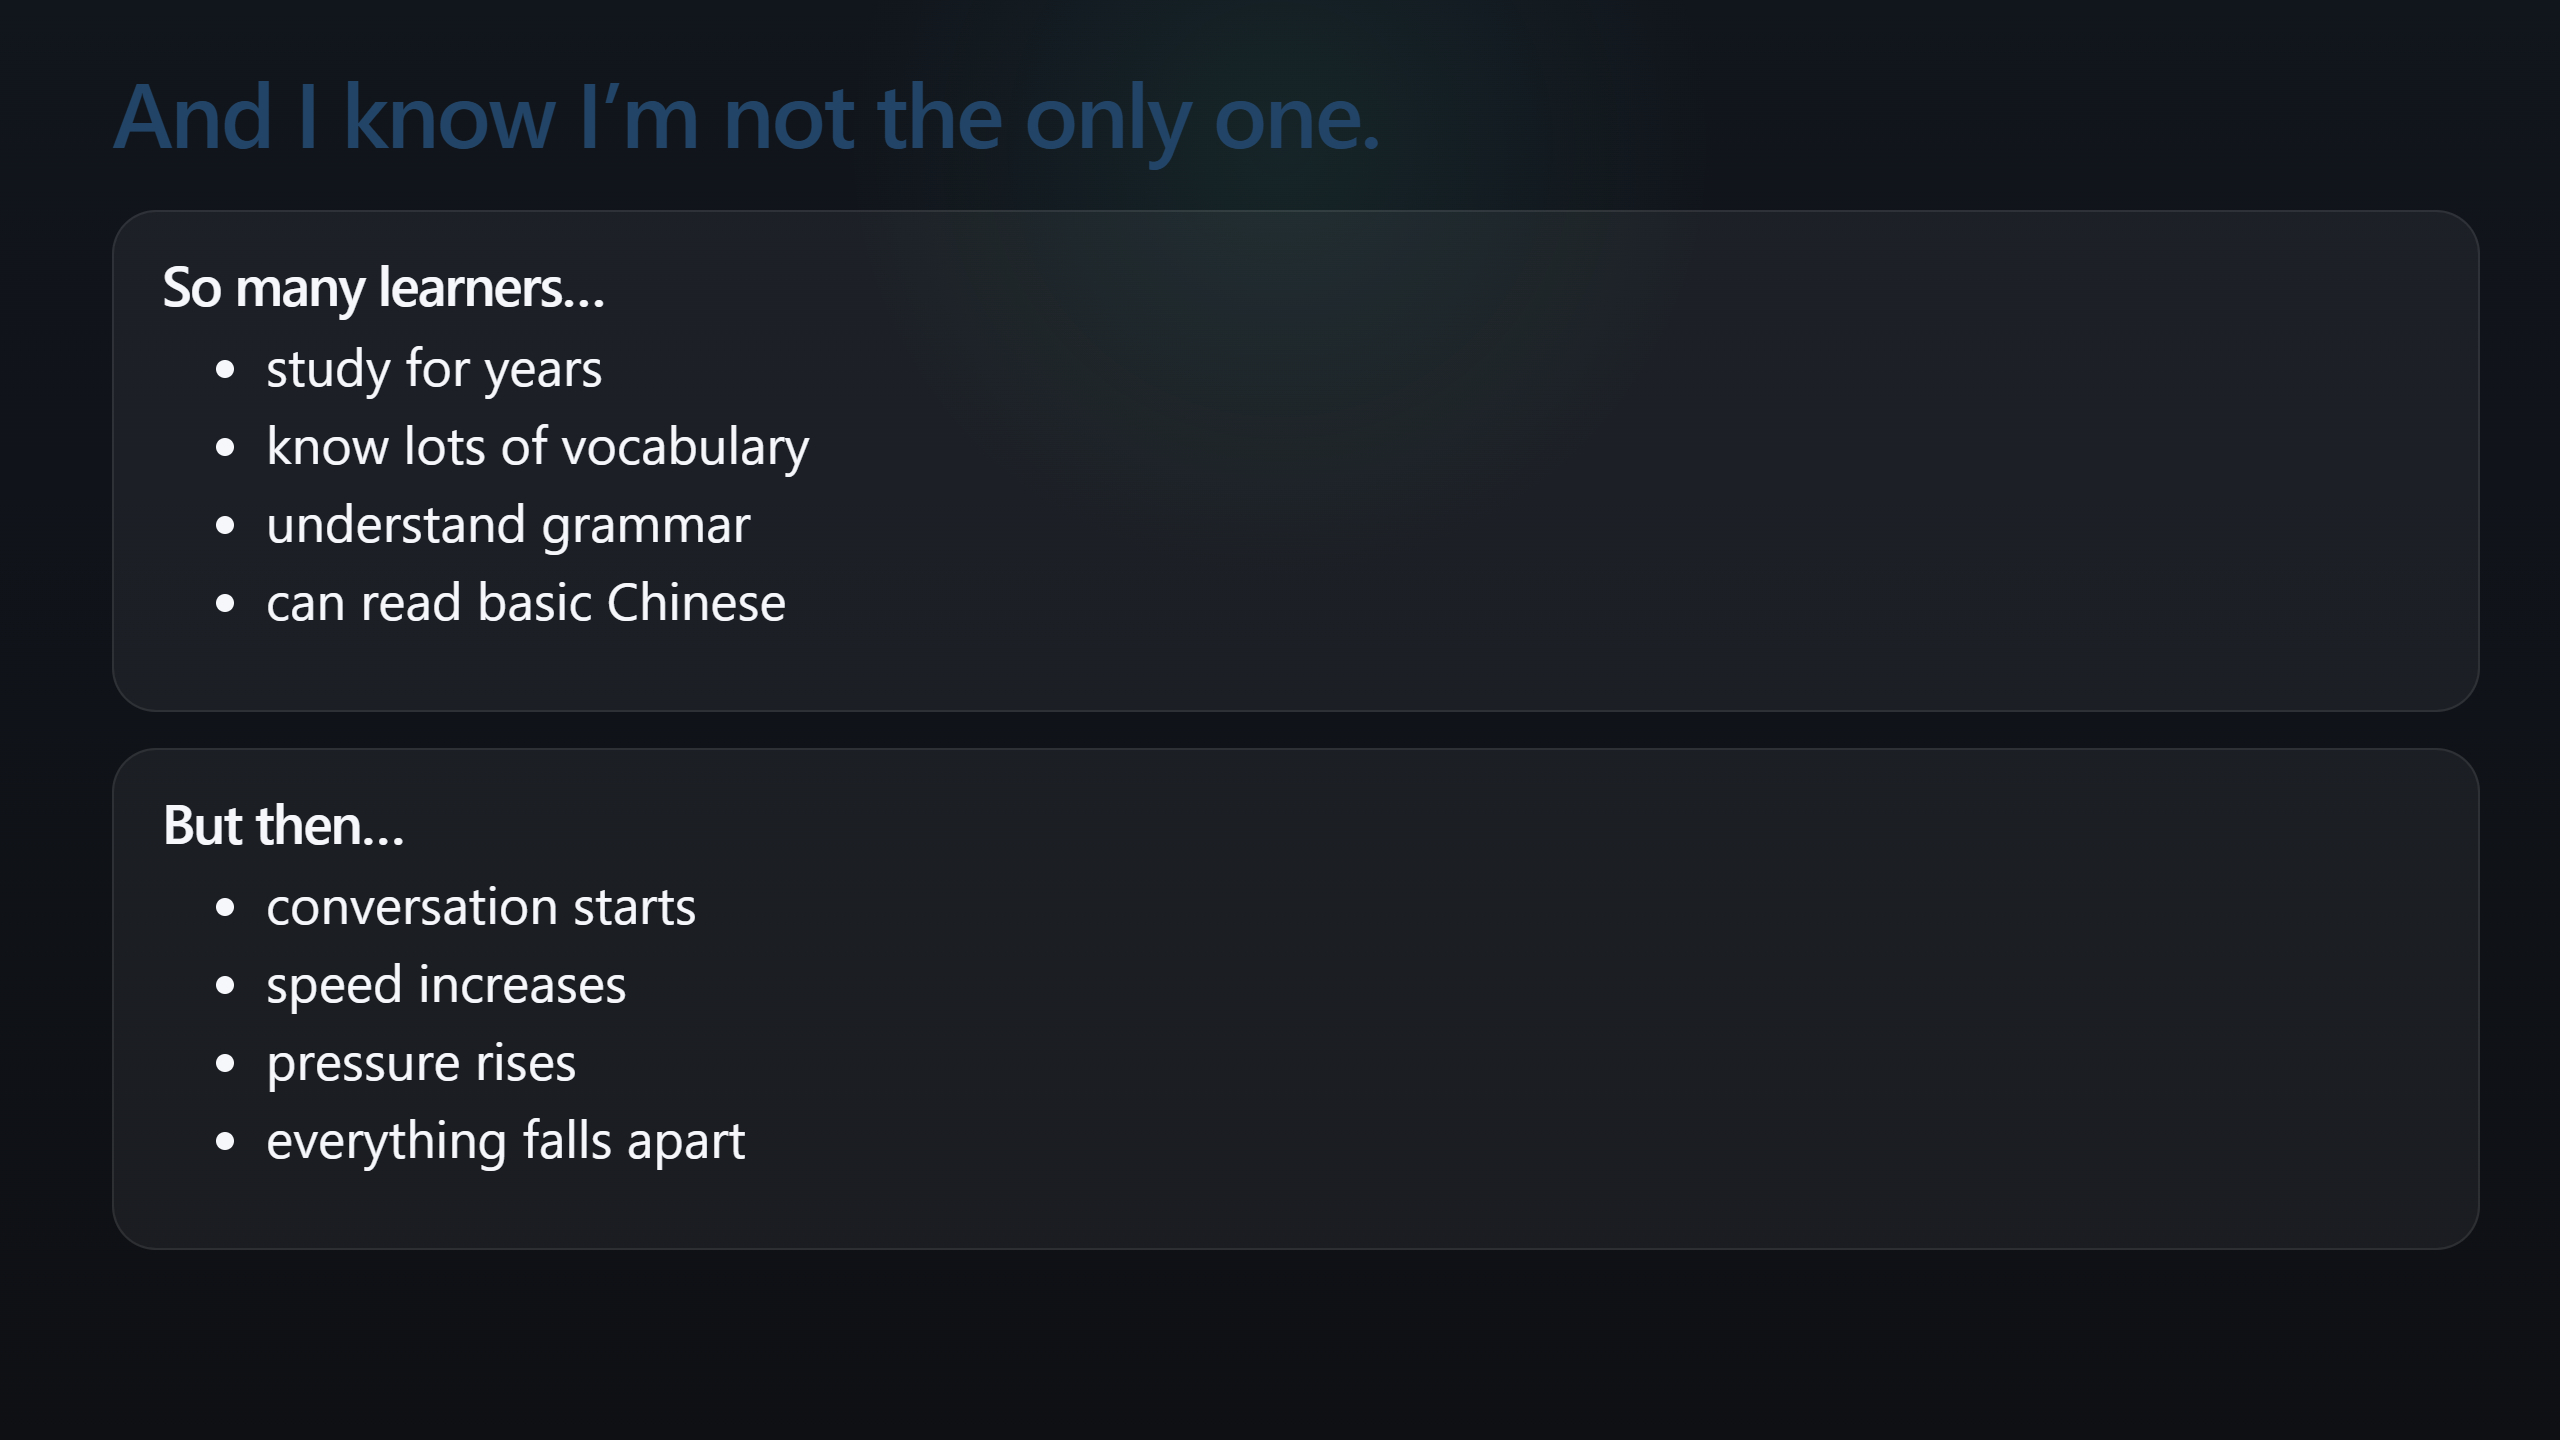 And I know I’m not the only one.
So many learners…
• study for years
• know lots of vocabulary
• understand grammar
• can read basic Chinese
But then…
• conversation starts
• speed increases
• pressure rises
• everything falls apart